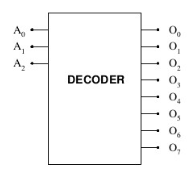 A₀ O₀
A₁ O₁
A₂ O₂
DECODER O₃
O₄
O₅
O₆
O₇